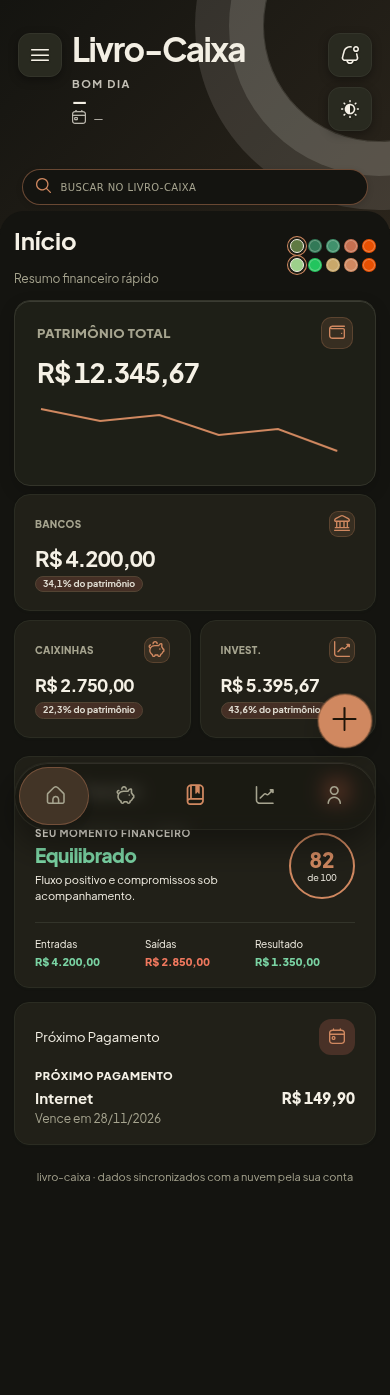 Livro-Caixa
BOM DIA
—
—
BUSCAR NO LIVRO-CAIXA
Início
Resumo financeiro rápido
PATRIMÔNIO TOTAL
R$ 12.345,67
BANCOS
R$ 4.200,00
34,1% do patrimônio
CAIXINHAS
R$ 2.750,00
22,3% do patrimônio
INVEST.
R$ 5.395,67
43,6% do patrimônio
SEU MOMENTO FINANCEIRO
Equilibrado
Fluxo positivo e compromissos sob
acompanhamento.
82
de 100
Entradas
R$ 4.200,00
Saídas
R$ 2.850,00
Resultado
R$ 1.350,00
Próximo Pagamento
PRÓXIMO PAGAMENTO
Internet
R$ 149,90
Vence em 28/11/2026
livro-caixa · dados sincronizados com a nuvem pela sua conta